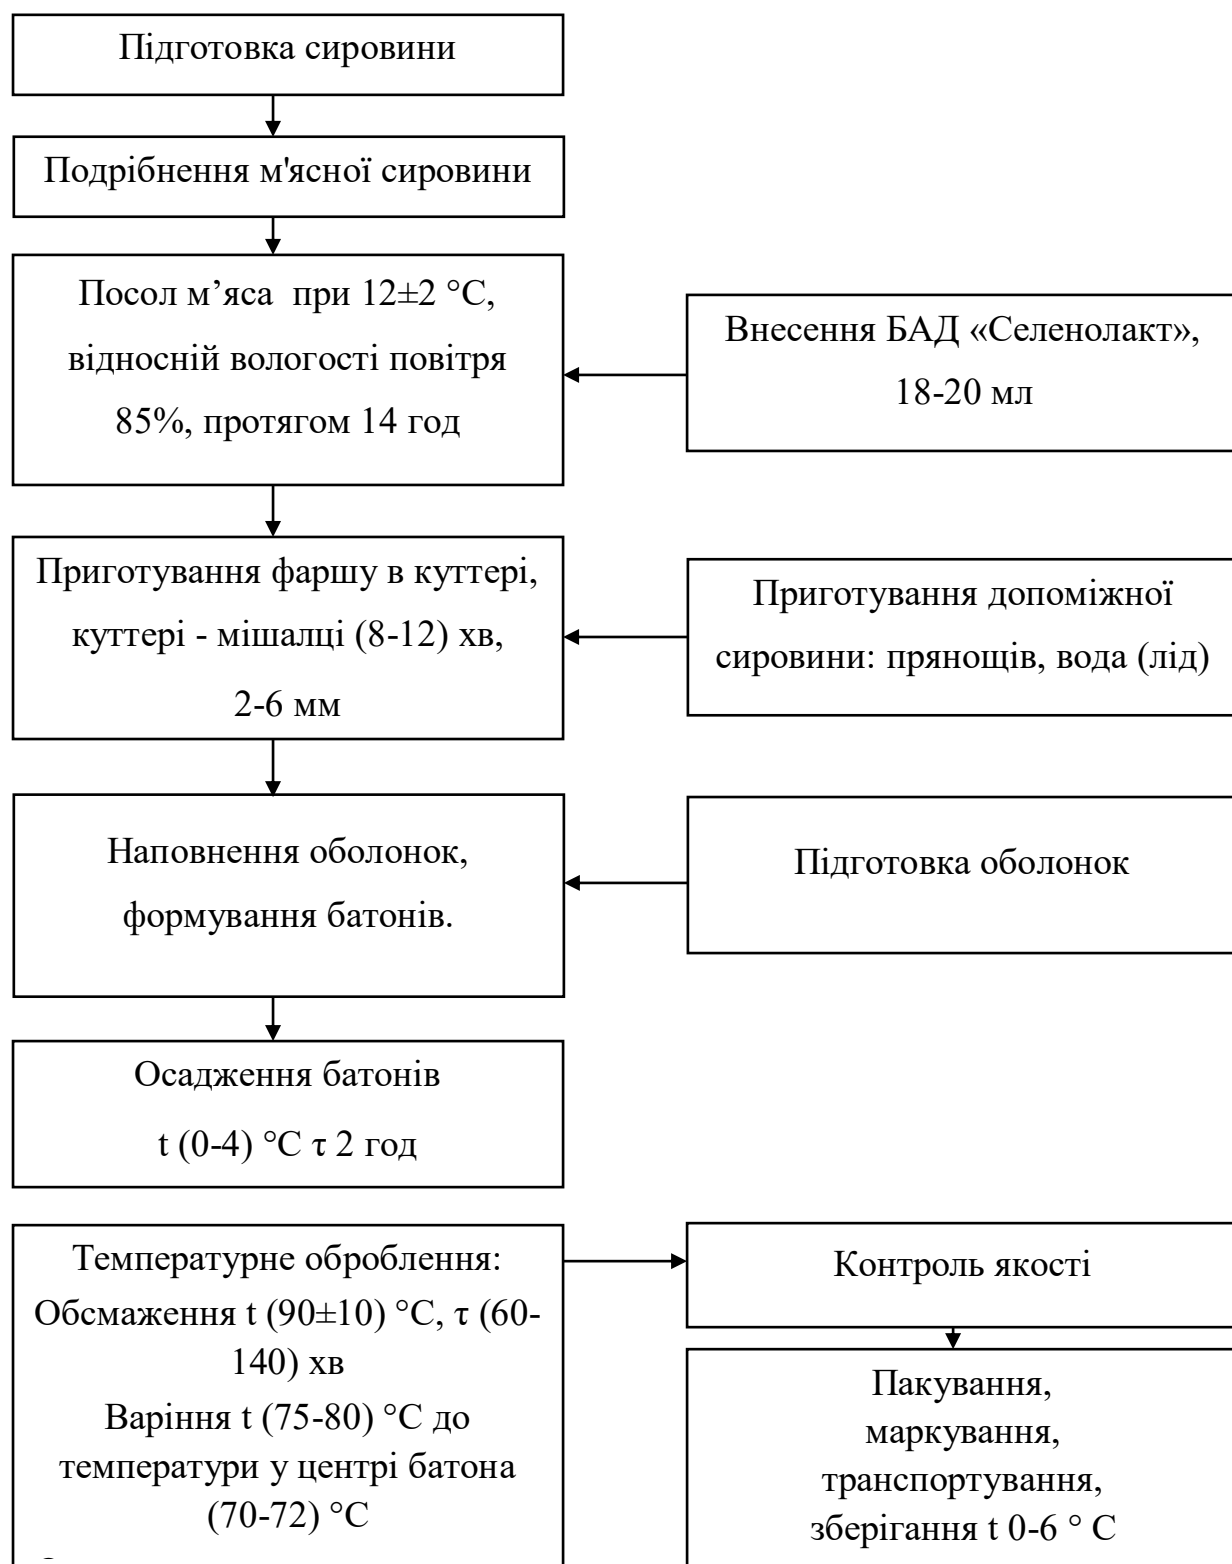 Підготовка сировини
Подрібнення м'ясної сировини
Посол м’яса при 12±2 °С,
відносній вологості повітря
85%, протягом 14 год
Внесення БАД «Селенолакт»,
18-20 мл
Приготування фаршу в куттері,
куттері - мішалці (8-12) хв,
2-6 мм
Приготування допоміжної
сировини: прянощів, вода (лід)
Наповнення оболонок,
формування батонів.
Підготовка оболонок
Осадження батонів
t (0-4) °С τ 2 год
Температурне оброблення:
Обсмаження t (90±10) °С, τ (60-
140) хв
Варіння t (75-80) °С до
температури у центрі батона
(70-72) °С
Контроль якості
Пакування,
маркування,
транспортування,
зберігання t 0-6 ° С